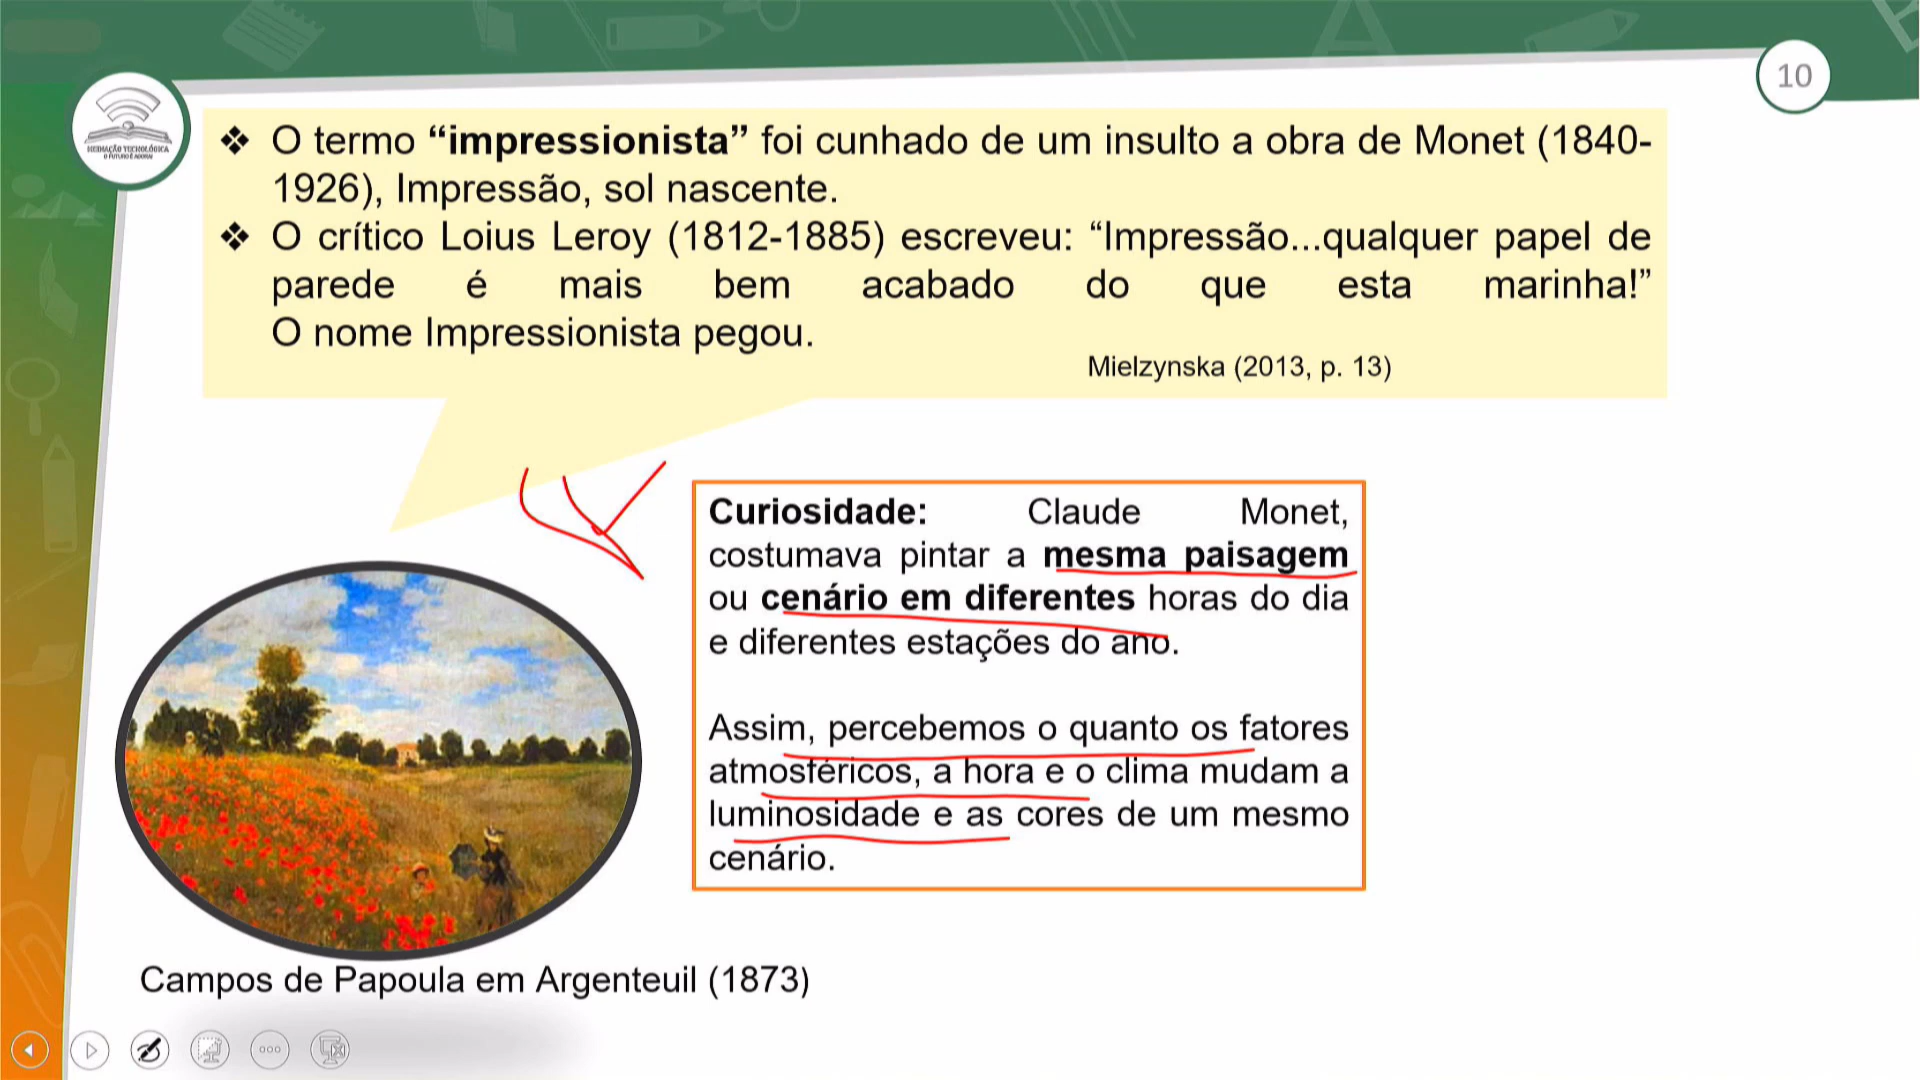 10
MEDIAÇÃO TECNOLÓGICA
O FUTURO É AGORA!
❖ O termo “impressionista” foi cunhado de um insulto a obra de Monet (1840-
1926), Impressão, sol nascente.
❖ O crítico Loius Leroy (1812-1885) escreveu: “Impressão...qualquer papel de
parede é mais bem acabado do que esta marinha!”
O nome Impressionista pegou.
Mielzynska (2013, p. 13)
Curiosidade: Claude Monet,
costumava pintar a mesma paisagem
ou cenário em diferentes horas do dia
e diferentes estações do ano.
Assim, percebemos o quanto os fatores
atmosféricos, a hora e o clima mudam a
luminosidade e as cores de um mesmo
cenário.
Campos de Papoula em Argenteuil (1873)